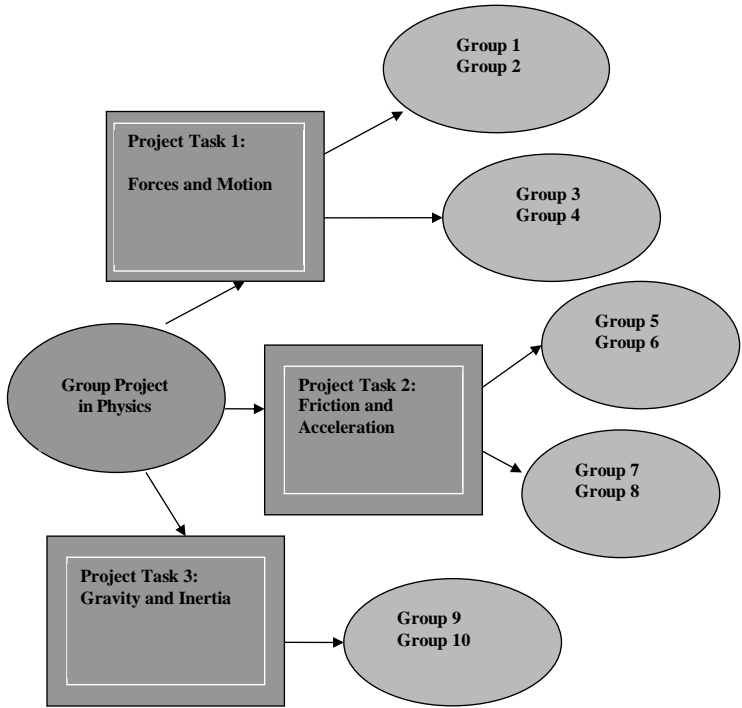 Group 1
Group 2
Project Task 1:
Forces and Motion
Group 3
Group 4
Group 5
Group 6
Group Project
in Physics
Project Task 2:
Friction and
Acceleration
Group 7
Group 8
Project Task 3:
Gravity and Inertia
Group 9
Group 10